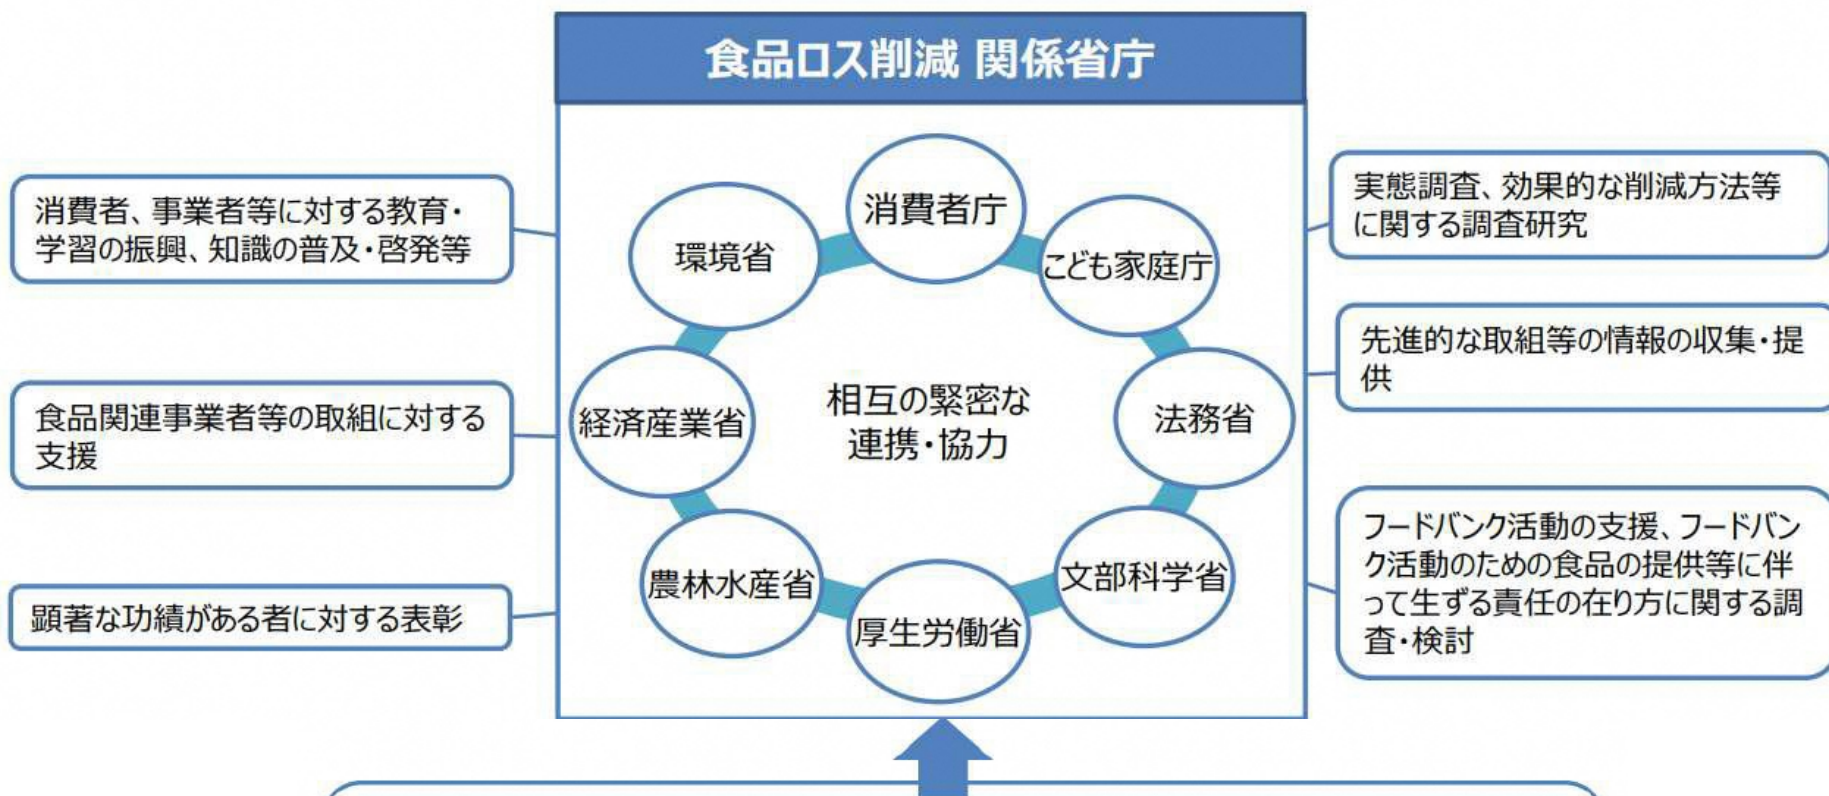 食品ロス削減 関係省庁
消費者、事業者等に対する教育・
学習の振興、知識の普及・啓発等
食品関連事業者等の取組に対する
支援
顕著な功績がある者に対する表彰
消費者庁
環境省
こども家庭庁
経済産業省
相互の緊密な
連携・協力
法務省
農林水産省
文部科学省
厚生労働省
実態調査、効果的な削減方法等
に関する調査研究
先進的な取組等の情報の収集・提
供
フードバンク活動の支援、フードバン
ク活動のための食品の提供等に伴
って生ずる責任の在り方に関する調
査・検討